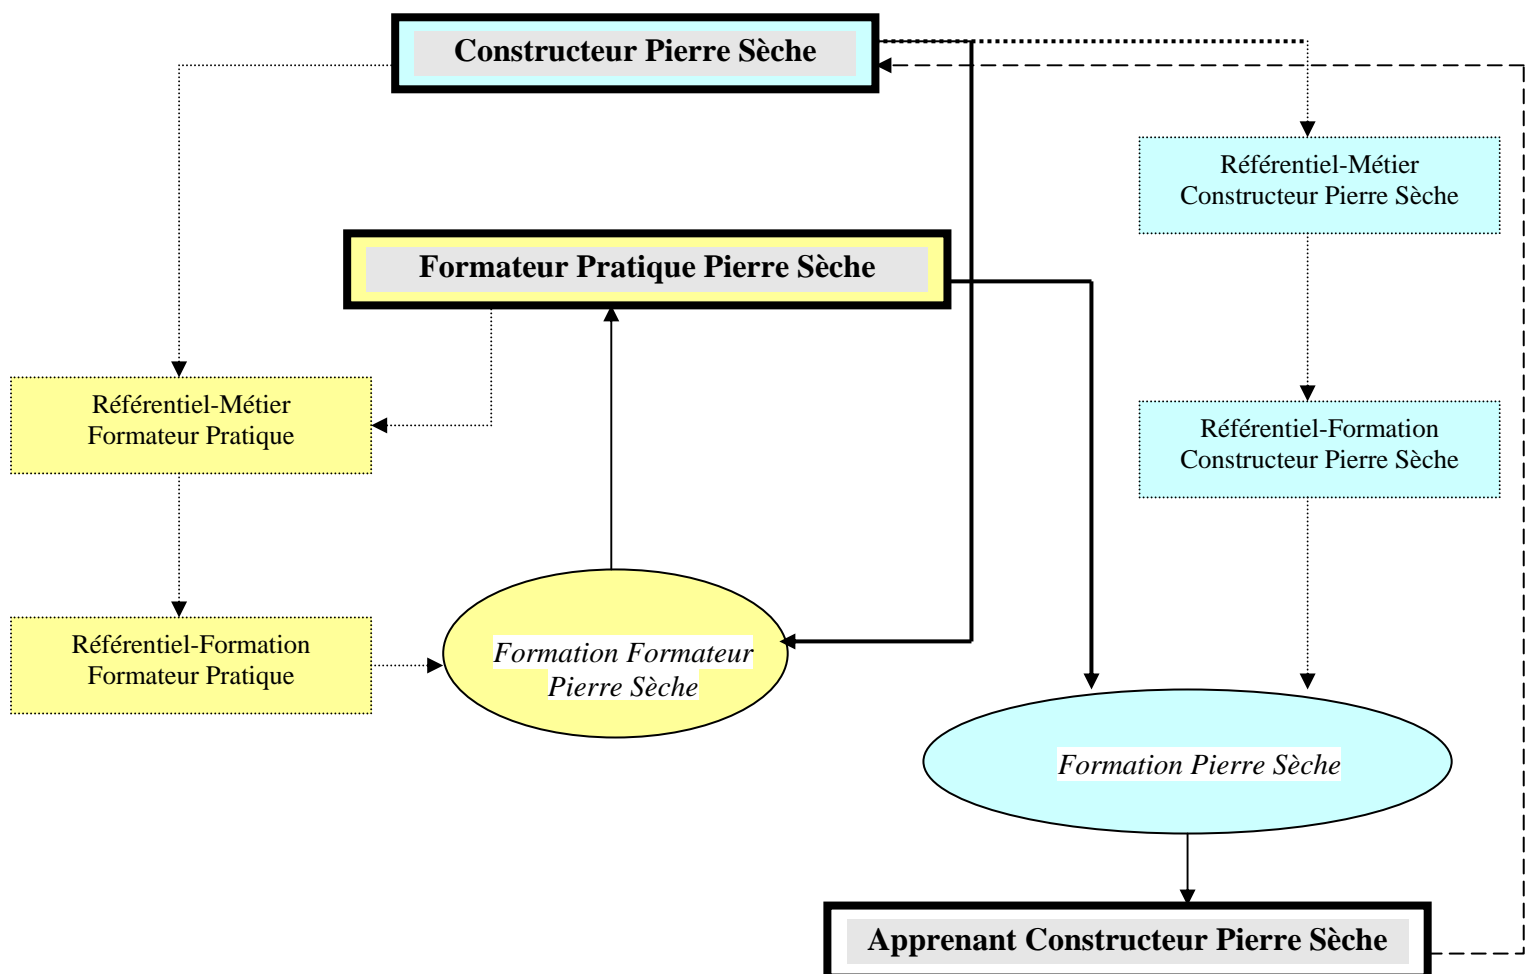 Constructeur Pierre Sèche
Référentiel-Métier
Constructeur Pierre Sèche
Formateur Pratique Pierre Sèche
Référentiel-Métier
Formateur Pratique
Référentiel-Formation
Constructeur Pierre Sèche
Référentiel-Formation
Formateur Pratique
Formation Formateur
Pierre Sèche
Formation Pierre Sèche
Apprenant Constructeur Pierre Sèche